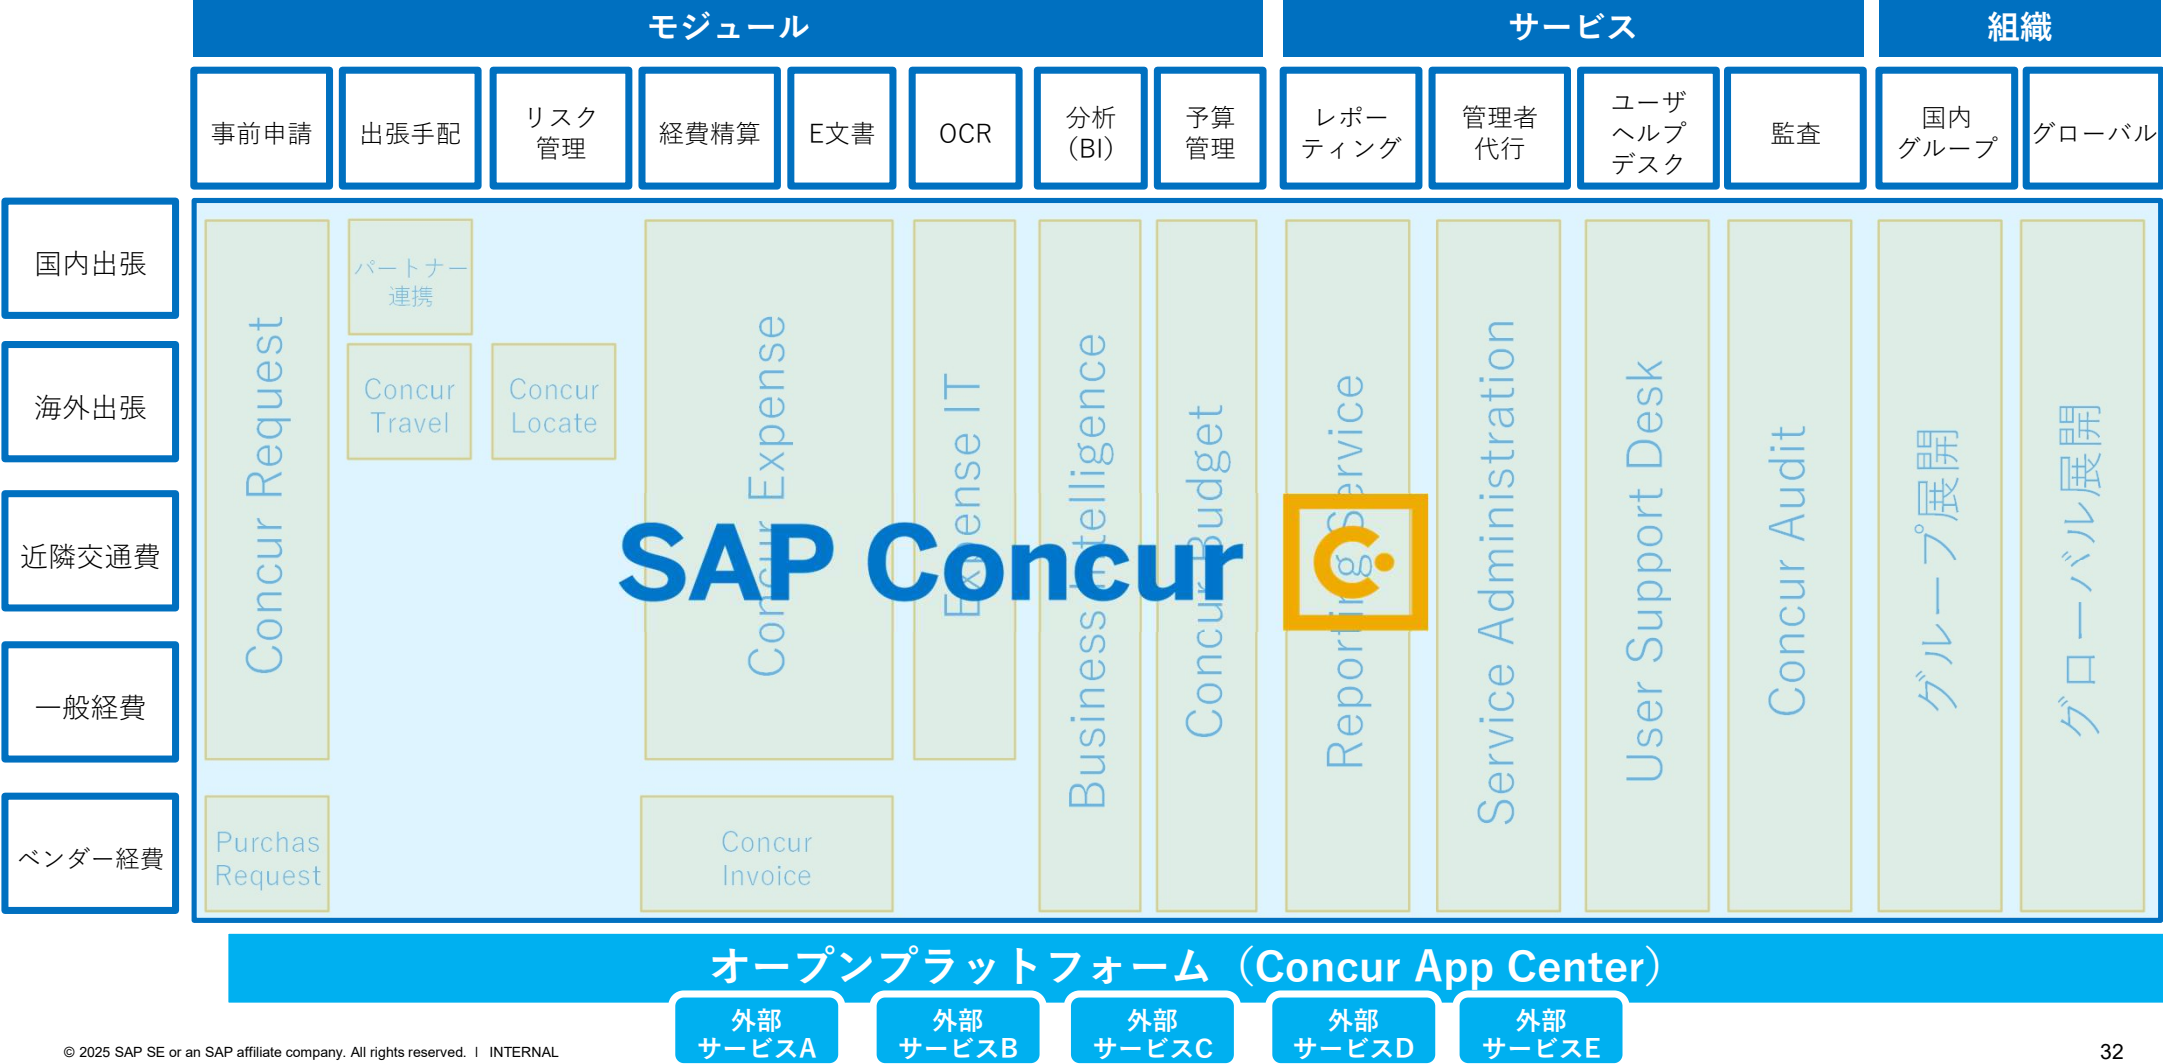 モジュール
サービス
組織
事前申請
出張手配
リスク
管理
経費精算
E文書
OCR
分析
（BI）
予算
管理
レポー
ティング
管理者
代行
ユーザ
ヘルプ
デスク
監査
国内
グループ
グローバル
国内出張
海外出張
近隣交通費
一般経費
ベンダー経費
Concur Request
パートナー
連携
Concur
Travel
Concur
Locate
Concur Expense
Expense IT
Business Intelligence
Concur Budget
Reporting Service
Service Administration
User Support Desk
Concur Audit
グループ展開
グローバル展開
SAP Concur C.
Purchas
Request
Concur
Invoice
オープンプラットフォーム（Concur App Center）
外部
サービスA
外部
サービスB
外部
サービスC
外部
サービスD
外部
サービスE
© 2025 SAP SE or an SAP affiliate company. All rights reserved. ǀ INTERNAL
32